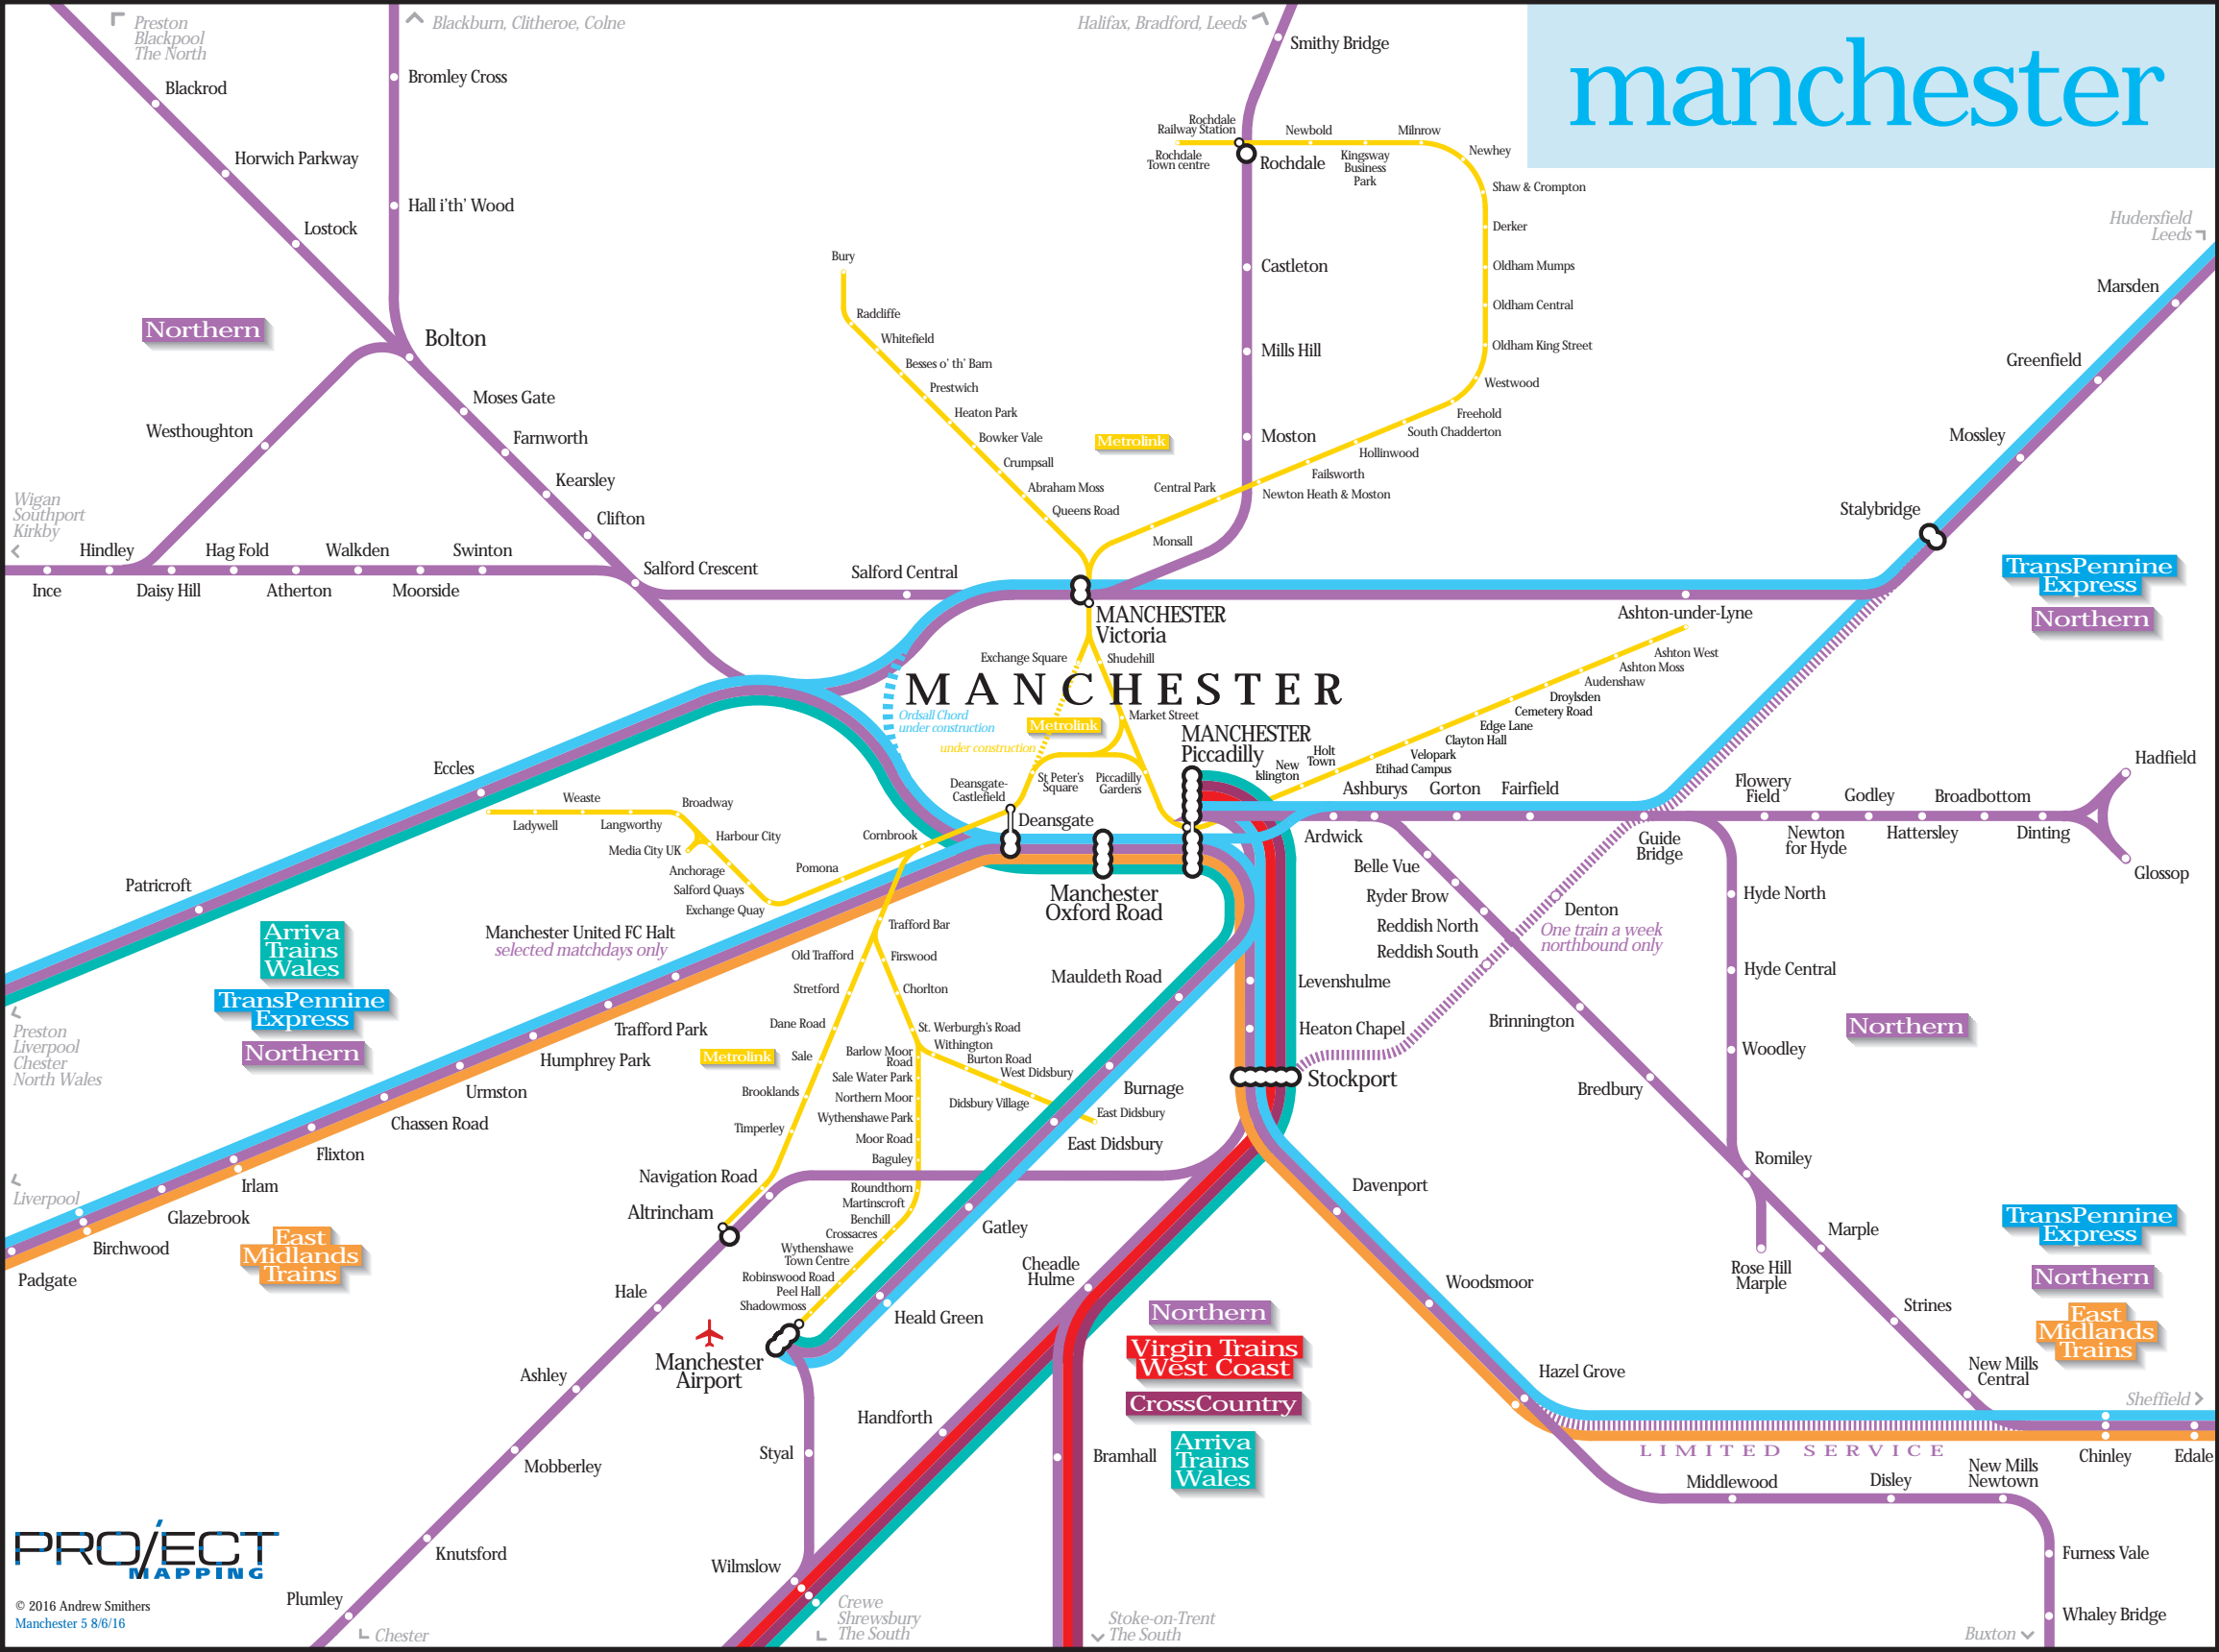 manchester
Preston
Blackpool
The North
Blackburn, Clitheroe, Colne
Halifax, Bradford, Leeds
Smithy Bridge
Blackrod
Bromley Cross
Horwich Parkway
Hall i'th' Wood
Lostock
Northern
Bolton
Westhoughton
Moses Gate
Farnworth
Kearsley
Clifton
Wigan
Southport
Kirkby
Hindley
Hag Fold
Walkden
Swinton
Ince
Daisy Hill
Atherton
Moorside
Salford Crescent
Salford Central
Rochdale
Railway Station
Rochdale
Town centre
Rochdale
Newbold
Kingsway
Business
Park
Milnrow
Newhey
Shaw & Crompton
Derker
Oldham Mumps
Oldham Central
Oldham King Street
Westwood
Freehold
South Chadderton
Hollinwood
Failsworth
Newton Heath & Moston
Central Park
Monsall
Castleton
Mills Hill
Moston
Bury
Radcliffe
Whitefield
Besses o' th' Barn
Prestwich
Heaton Park
Bowker Vale
Crumpsall
Abraham Moss
Queens Road
Metrolink
Hudersfield
Leeds
Marsden
Greenfield
Mossley
Stalybridge
TransPennine
Express
Northern
Ashton-under-Lyne
MANCHESTER
Victoria
Exchange Square
Shudehill
MANCHESTER
Ordsall Chord
under construction
Metrolink
under construction
Market Street
MANCHESTER
Piccadilly
Deansgate-
Castlefield
St Peter's
Square
Piccadilly
Gardens
New
Islington
Holt
Town
Etihad Campus
Velopark
Clayton Hall
Edge Lane
Cemetery Road
Droylsden
Audenshaw
Ashton Moss
Ashton West
Deansgate
Manchester
Oxford Road
Cornbrook
Pomona
Exchange Quay
Salford Quays
Anchorage
Harbour City
Media City UK
Broadway
Langworthy
Weaste
Ladywell
Eccles
Patricroft
Arriva
Trains
Wales
TransPennine
Express
Northern
Preston
Liverpool
Chester
North Wales
Manchester United FC Halt
selected matchdays only
Trafford Park
Humphrey Park
Urmston
Chassen Road
Flixton
Irlam
Glazebrook
Birchwood
Padgate
Liverpool
East
Midlands
Trains
Trafford Bar
Old Trafford
Stretford
Dane Road
Sale
Brooklands
Timperley
Metrolink
Navigation Road
Altrincham
Hale
Ashley
Mobberley
Knutsford
Plumley
Chester
Firswood
Chorlton
St. Werburgh's Road
Withington
Burton Road
West Didsbury
Didsbury Village
East Didsbury
Barlow Moor
Road
Sale Water Park
Northern Moor
Wythenshawe Park
Moor Road
Baguley
Roundthorn
Martinscroft
Benchill
Crossacres
Wythenshawe
Town Centre
Robinswood Road
Peel Hall
Shadowmoss
Manchester
Airport
Mauldeth Road
Burnage
East Didsbury
Gatley
Heald Green
Styal
Wilmslow
Handforth
Cheadle
Hulme
Bramhall
Crewe
Shrewsbury
The South
Stoke-on-Trent
The South
Northern
Virgin Trains
West Coast
CrossCountry
Arriva
Trains
Wales
Levenshulme
Heaton Chapel
Stockport
Davenport
Woodsmoor
Hazel Grove
LIMITED SERVICE
Middlewood
Disley
New Mills
Newtown
Furness Vale
Whaley Bridge
Buxton
Ardwick
Ashburys
Gorton
Fairfield
Guide
Bridge
Flowery
Field
Newton
for Hyde
Godley
Hattersley
Broadbottom
Dinting
Hadfield
Glossop
Belle Vue
Ryder Brow
Reddish North
Reddish South
Denton
One train a week
northbound only
Brinnington
Bredbury
Hyde North
Hyde Central
Woodley
Northern
Romiley
Rose Hill
Marple
Marple
Strines
New Mills
Central
TransPennine
Express
Northern
East
Midlands
Trains
Sheffield
Chinley
Edale
PROJECT
MAPPING
© 2016 Andrew Smithers
Manchester 5 8/6/16